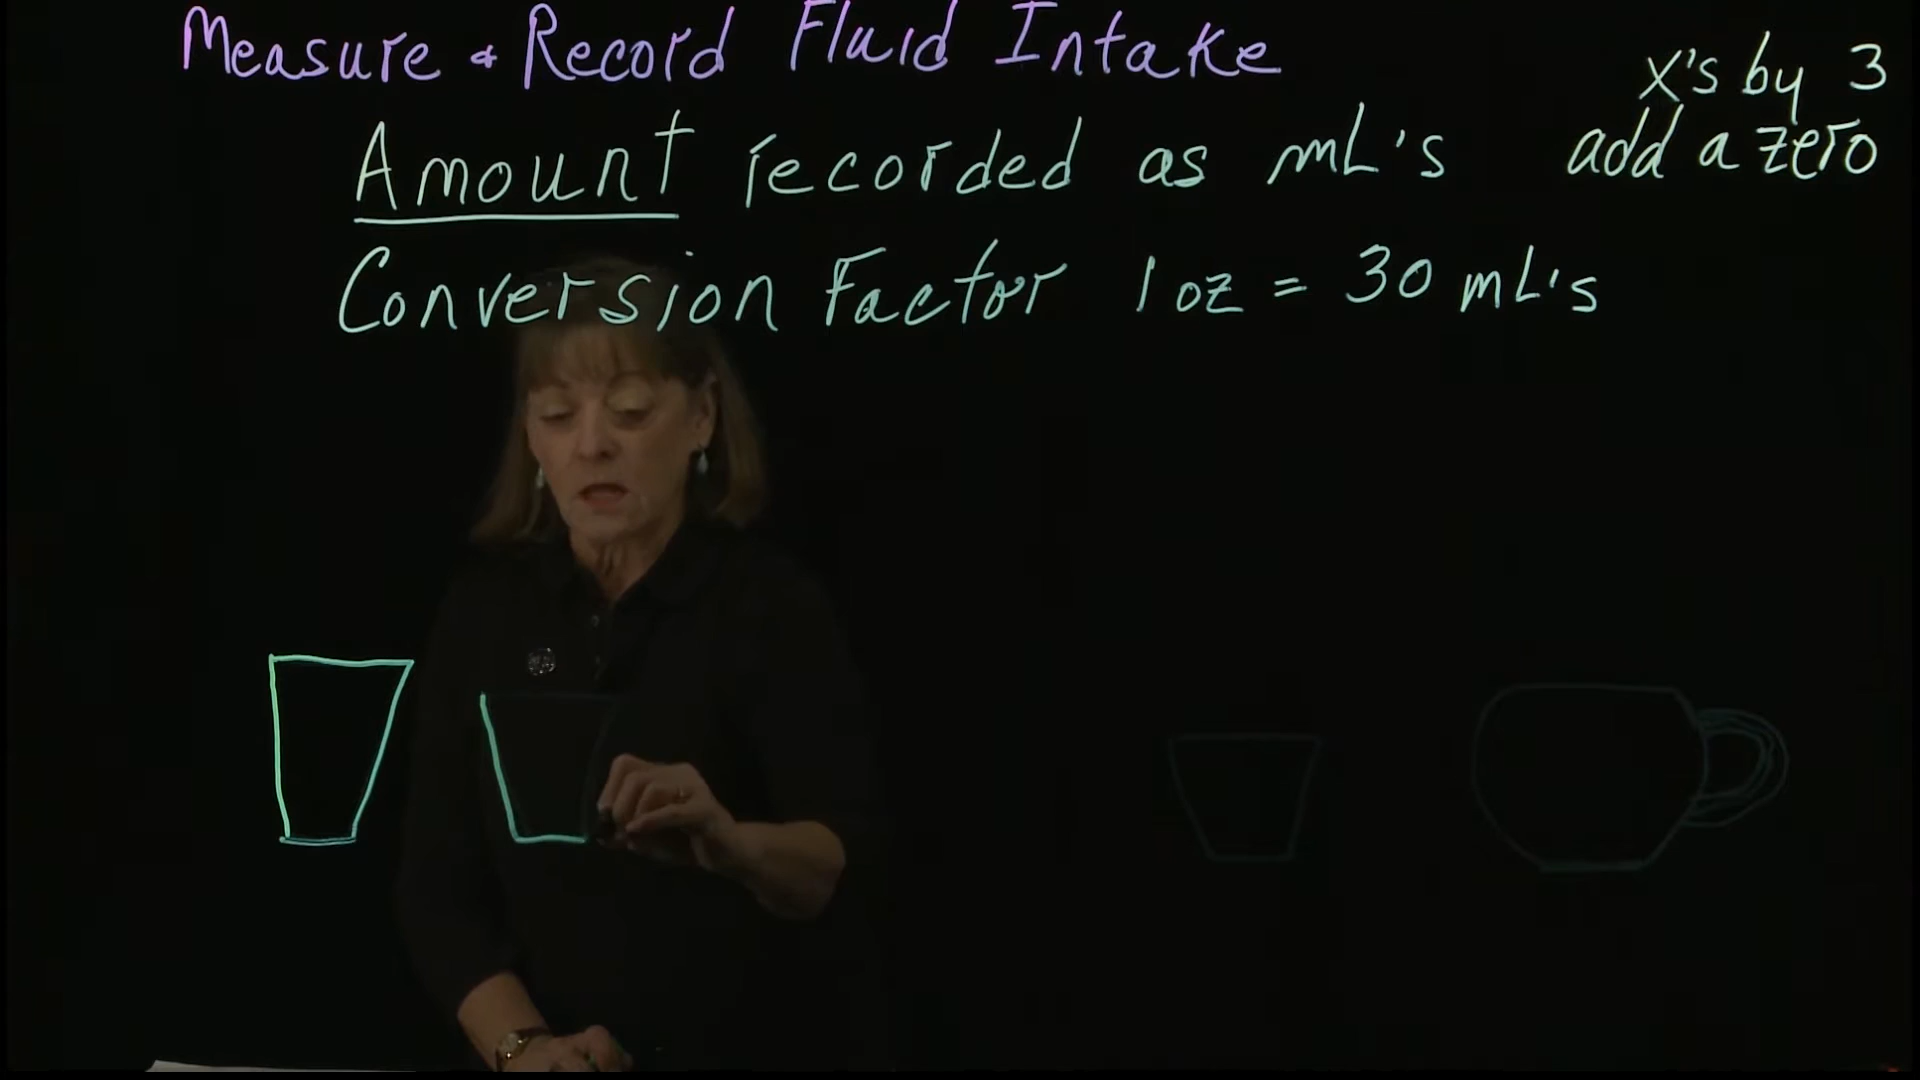 Measure & Record Fluid Intake
x's by 3
Amount recorded as mL's
add a zero
Conversion Factor 1 oz = 30 mL's